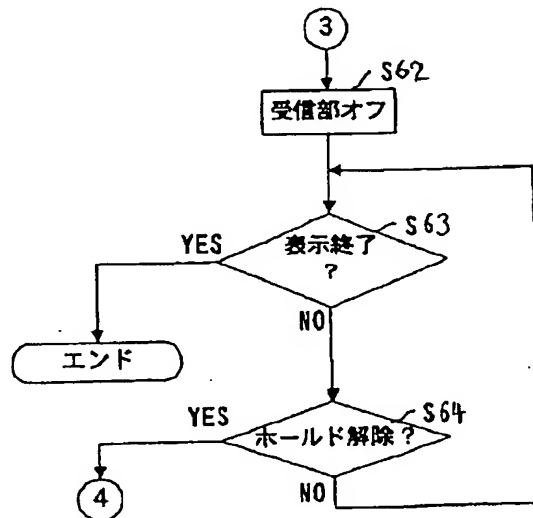 3
S62
受信部オフ
S63
YES
表示終了
?
NO
エンド
S64
YES
ホールド解除?
NO
4